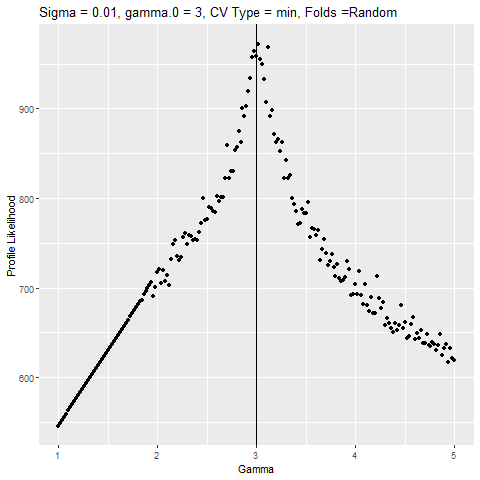 Sigma = 0.01, gamma.0 = 3, CV Type = min, Folds =Random
Profile Likelihood
900
800
700
600
1 2 3 4 5
Gamma